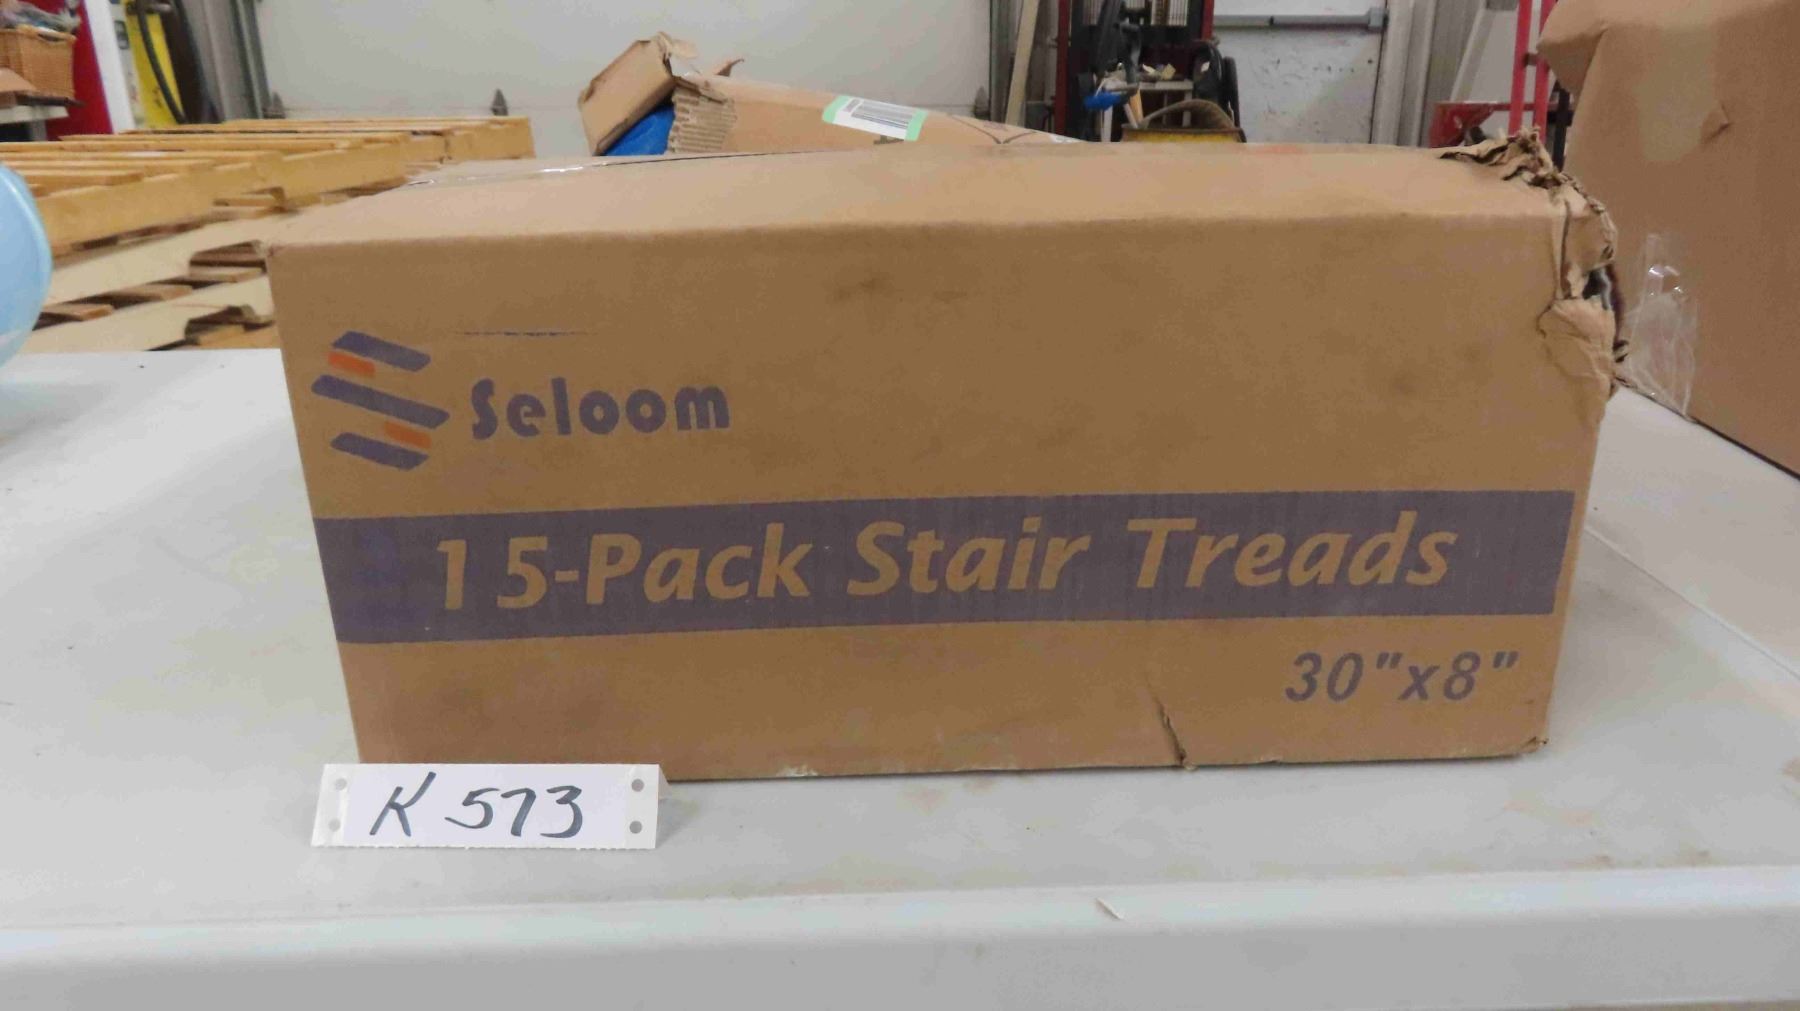 Seloom
15-Pack Stair Treads
30"x8"
K 573